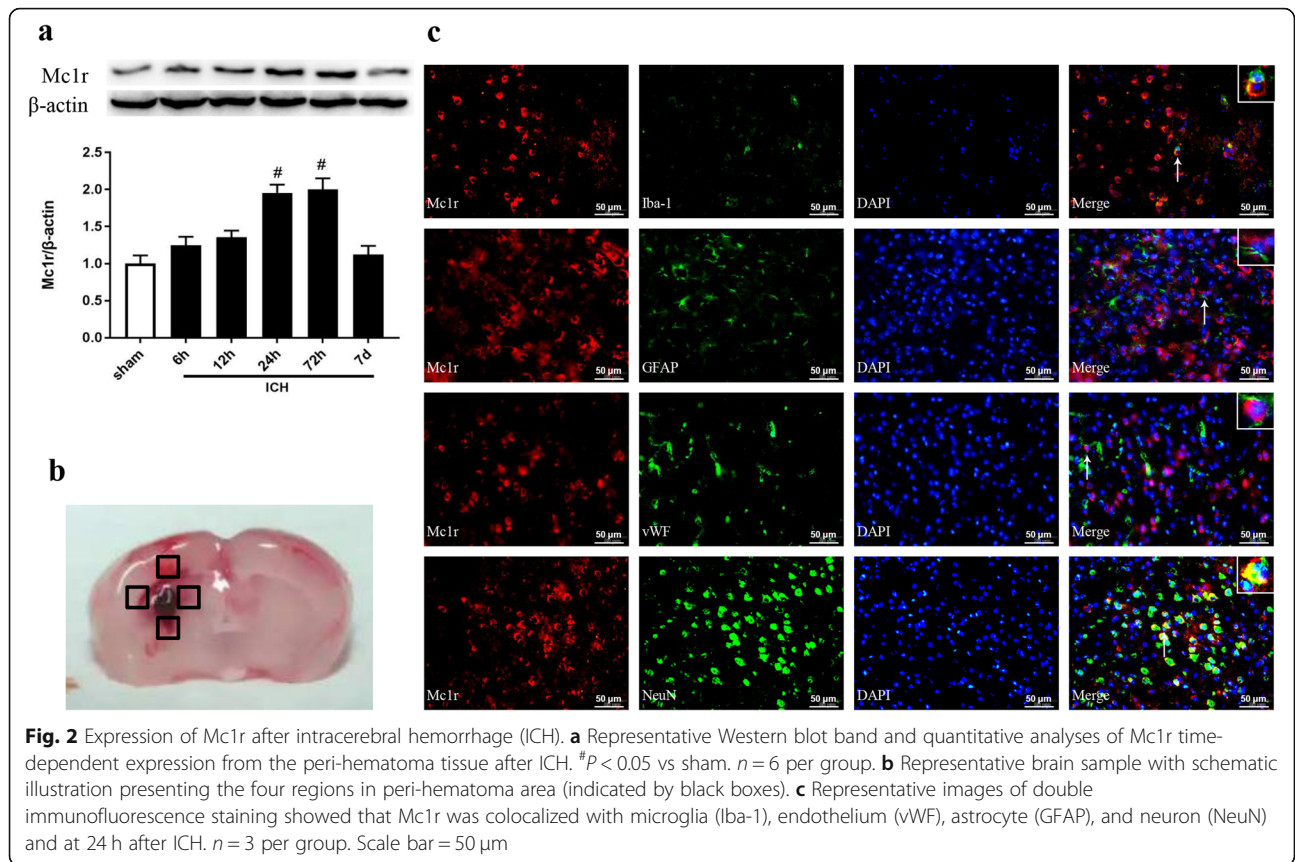 a
Mc1r
β-actin
Mc1r/β-actin
2.5
2.0
1.5
1.0
0.5
0.0
# #
sham 6h 12h 24h 72h 7d
ICH
b
c
Mc1r Iba-1 DAPI Merge
50 µm 50 µm 50 µm 50 µm
Mc1r GFAP DAPI Merge
50 µm 50 µm 50 µm 50 µm
Mc1r vWF DAPI Merge
50 µm 50 µm 50 µm 50 µm
Mc1r NeuN DAPI Merge
50 µm 50 µm 50 µm 50 µm
Fig. 2 Expression of Mc1r after intracerebral hemorrhage (ICH). a Representative Western blot band and quantitative analyses of Mc1r time-
dependent expression from the peri-hematoma tissue after ICH. #P < 0.05 vs sham. n = 6 per group. b Representative brain sample with schematic
illustration presenting the four regions in peri-hematoma area (indicated by black boxes). c Representative images of double
immunofluorescence staining showed that Mc1r was colocalized with microglia (Iba-1), endothelium (vWF), astrocyte (GFAP), and neuron (NeuN)
and at 24 h after ICH. n = 3 per group. Scale bar = 50 μm